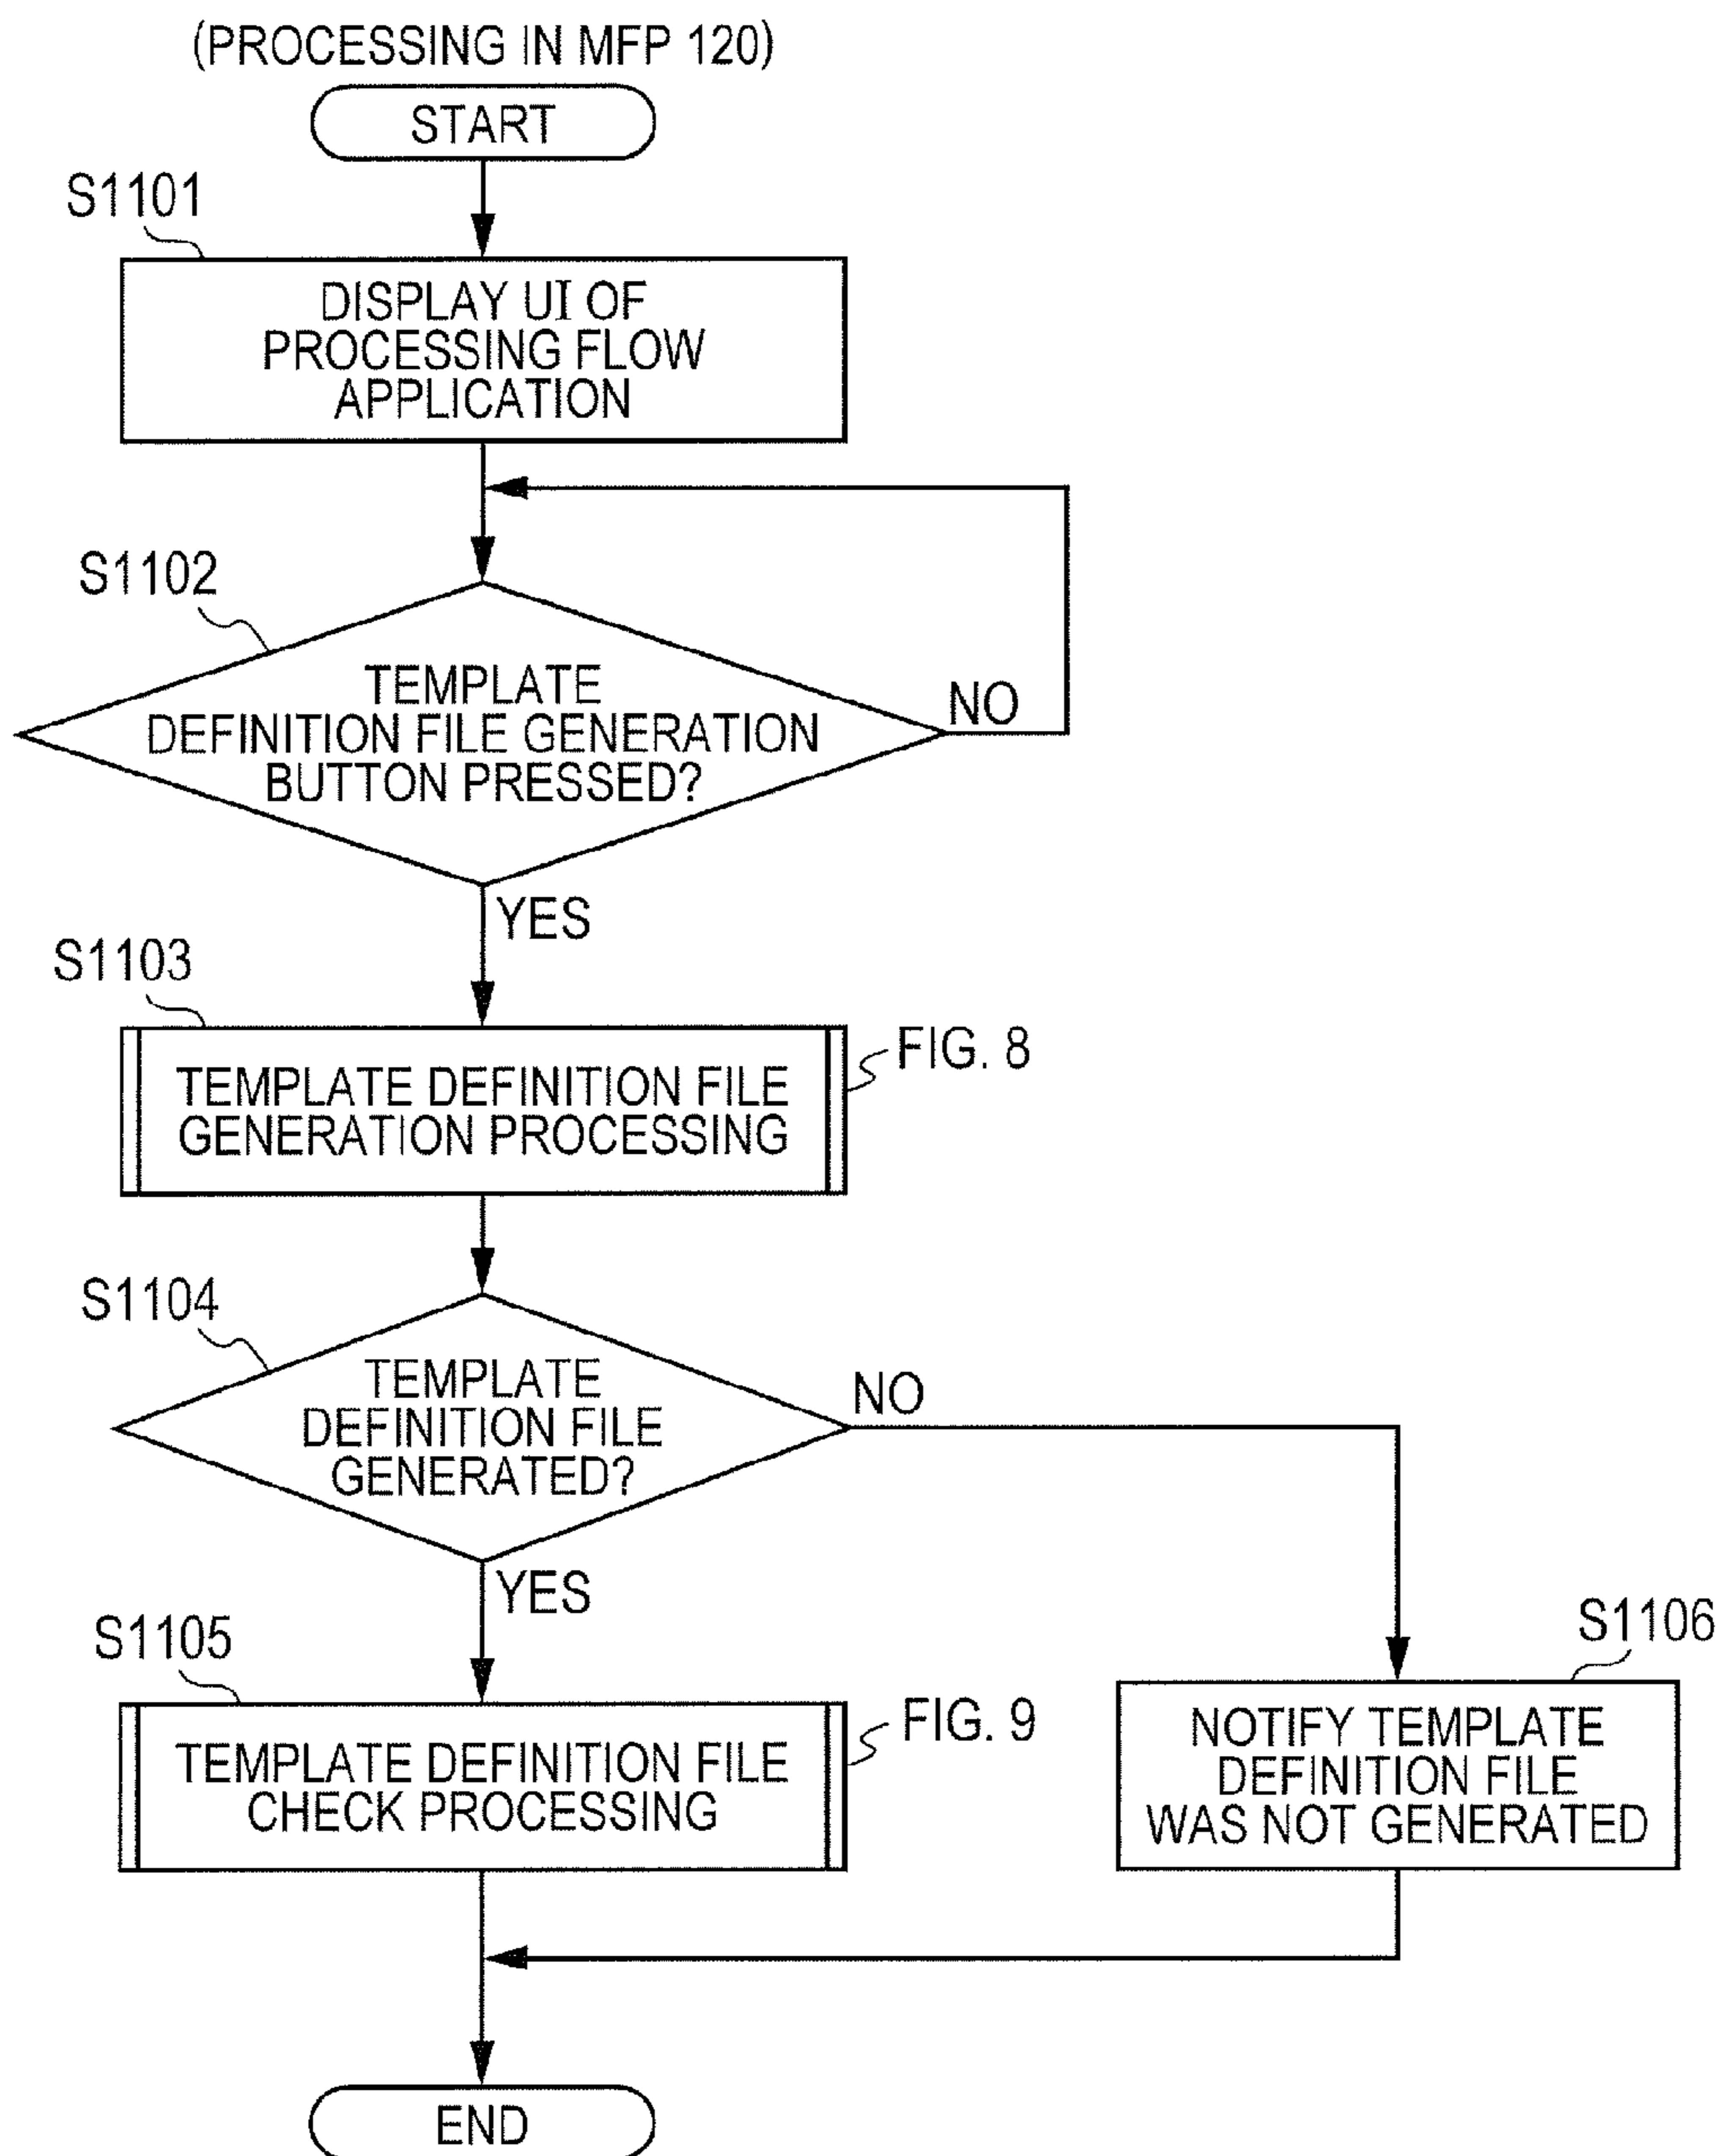 (PROCESSING IN MFP 120)
START
S1101
DISPLAY UI OF
PROCESSING FLOW
APPLICATION
S1102
TEMPLATE
DEFINITION FILE GENERATION
BUTTON PRESSED?
NO
YES
S1103
FIG. 8
TEMPLATE DEFINITION FILE
GENERATION PROCESSING
S1104
TEMPLATE
DEFINITION FILE
GENERATED?
NO
YES
S1105
FIG. 9
TEMPLATE DEFINITION FILE
CHECK PROCESSING
S1106
NOTIFY TEMPLATE
DEFINITION FILE
WAS NOT GENERATED
END